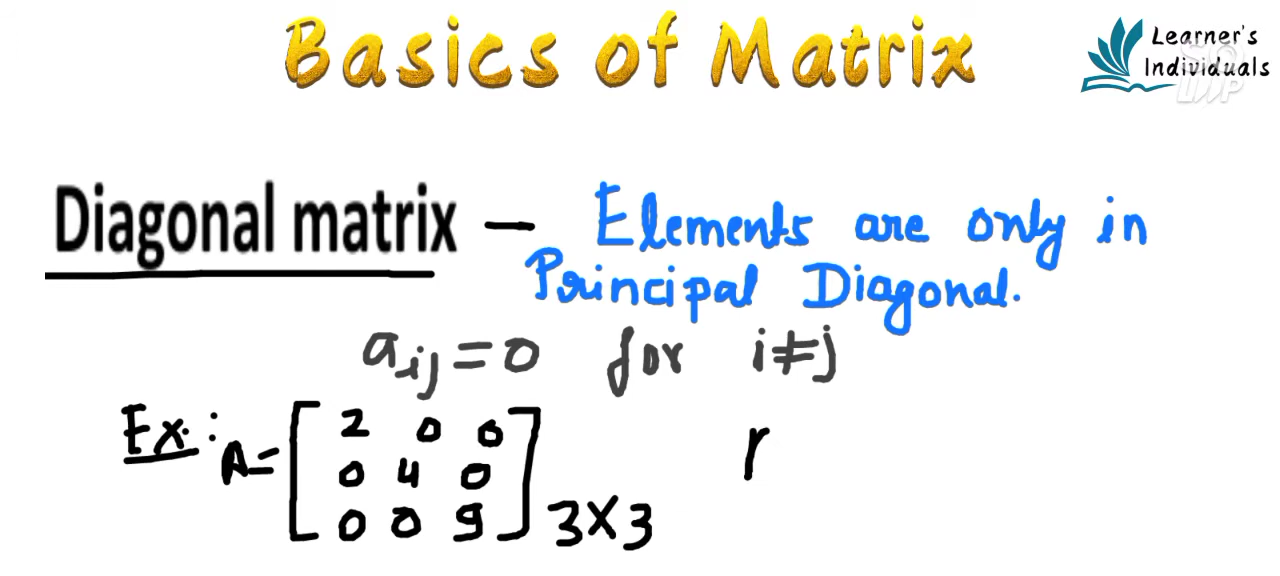 Basics of Matrix
Learner's
Individuals
Diagonal matrix — Elements are only in
Principal Diagonal.
aij = 0 for i≠j
Ex: A = [ 2 0 0
0 4 0
0 0 9 ] 3×3